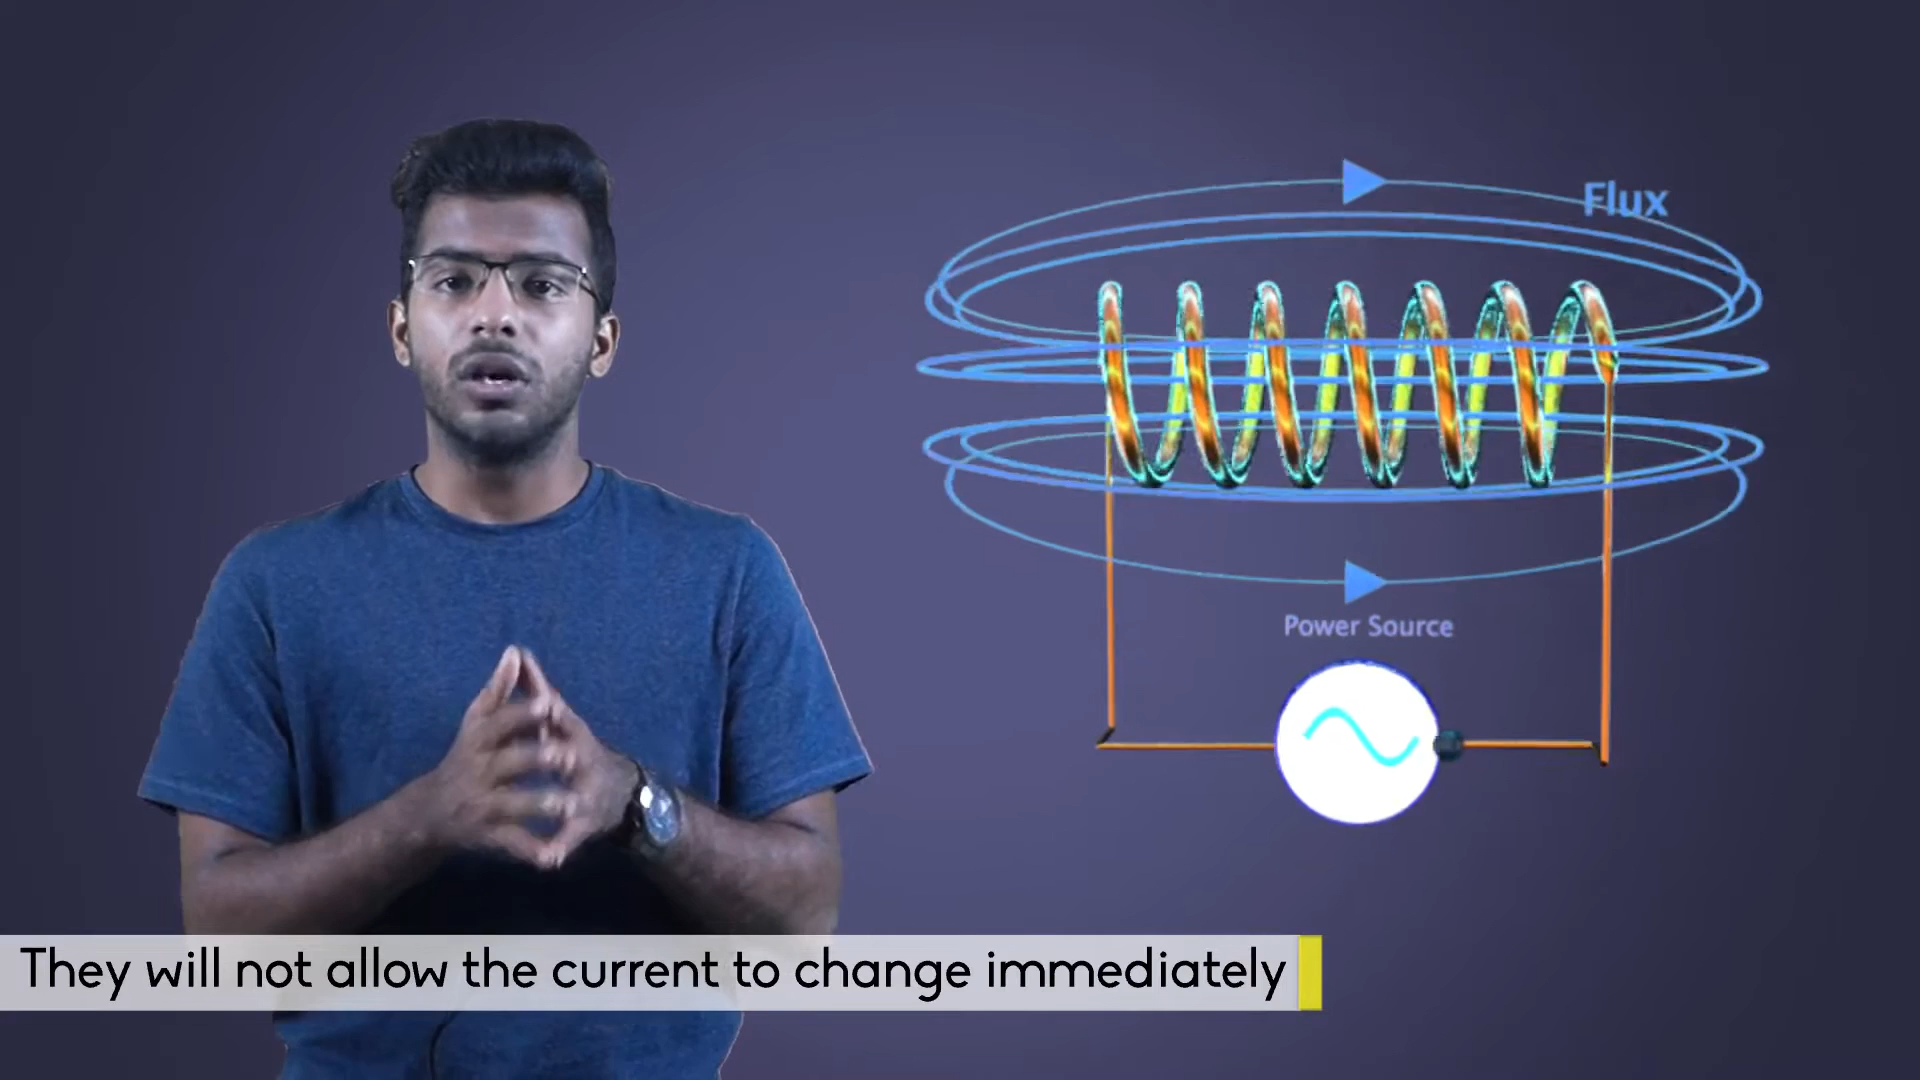 Flux
Power Source
They will not allow the current to change immediately